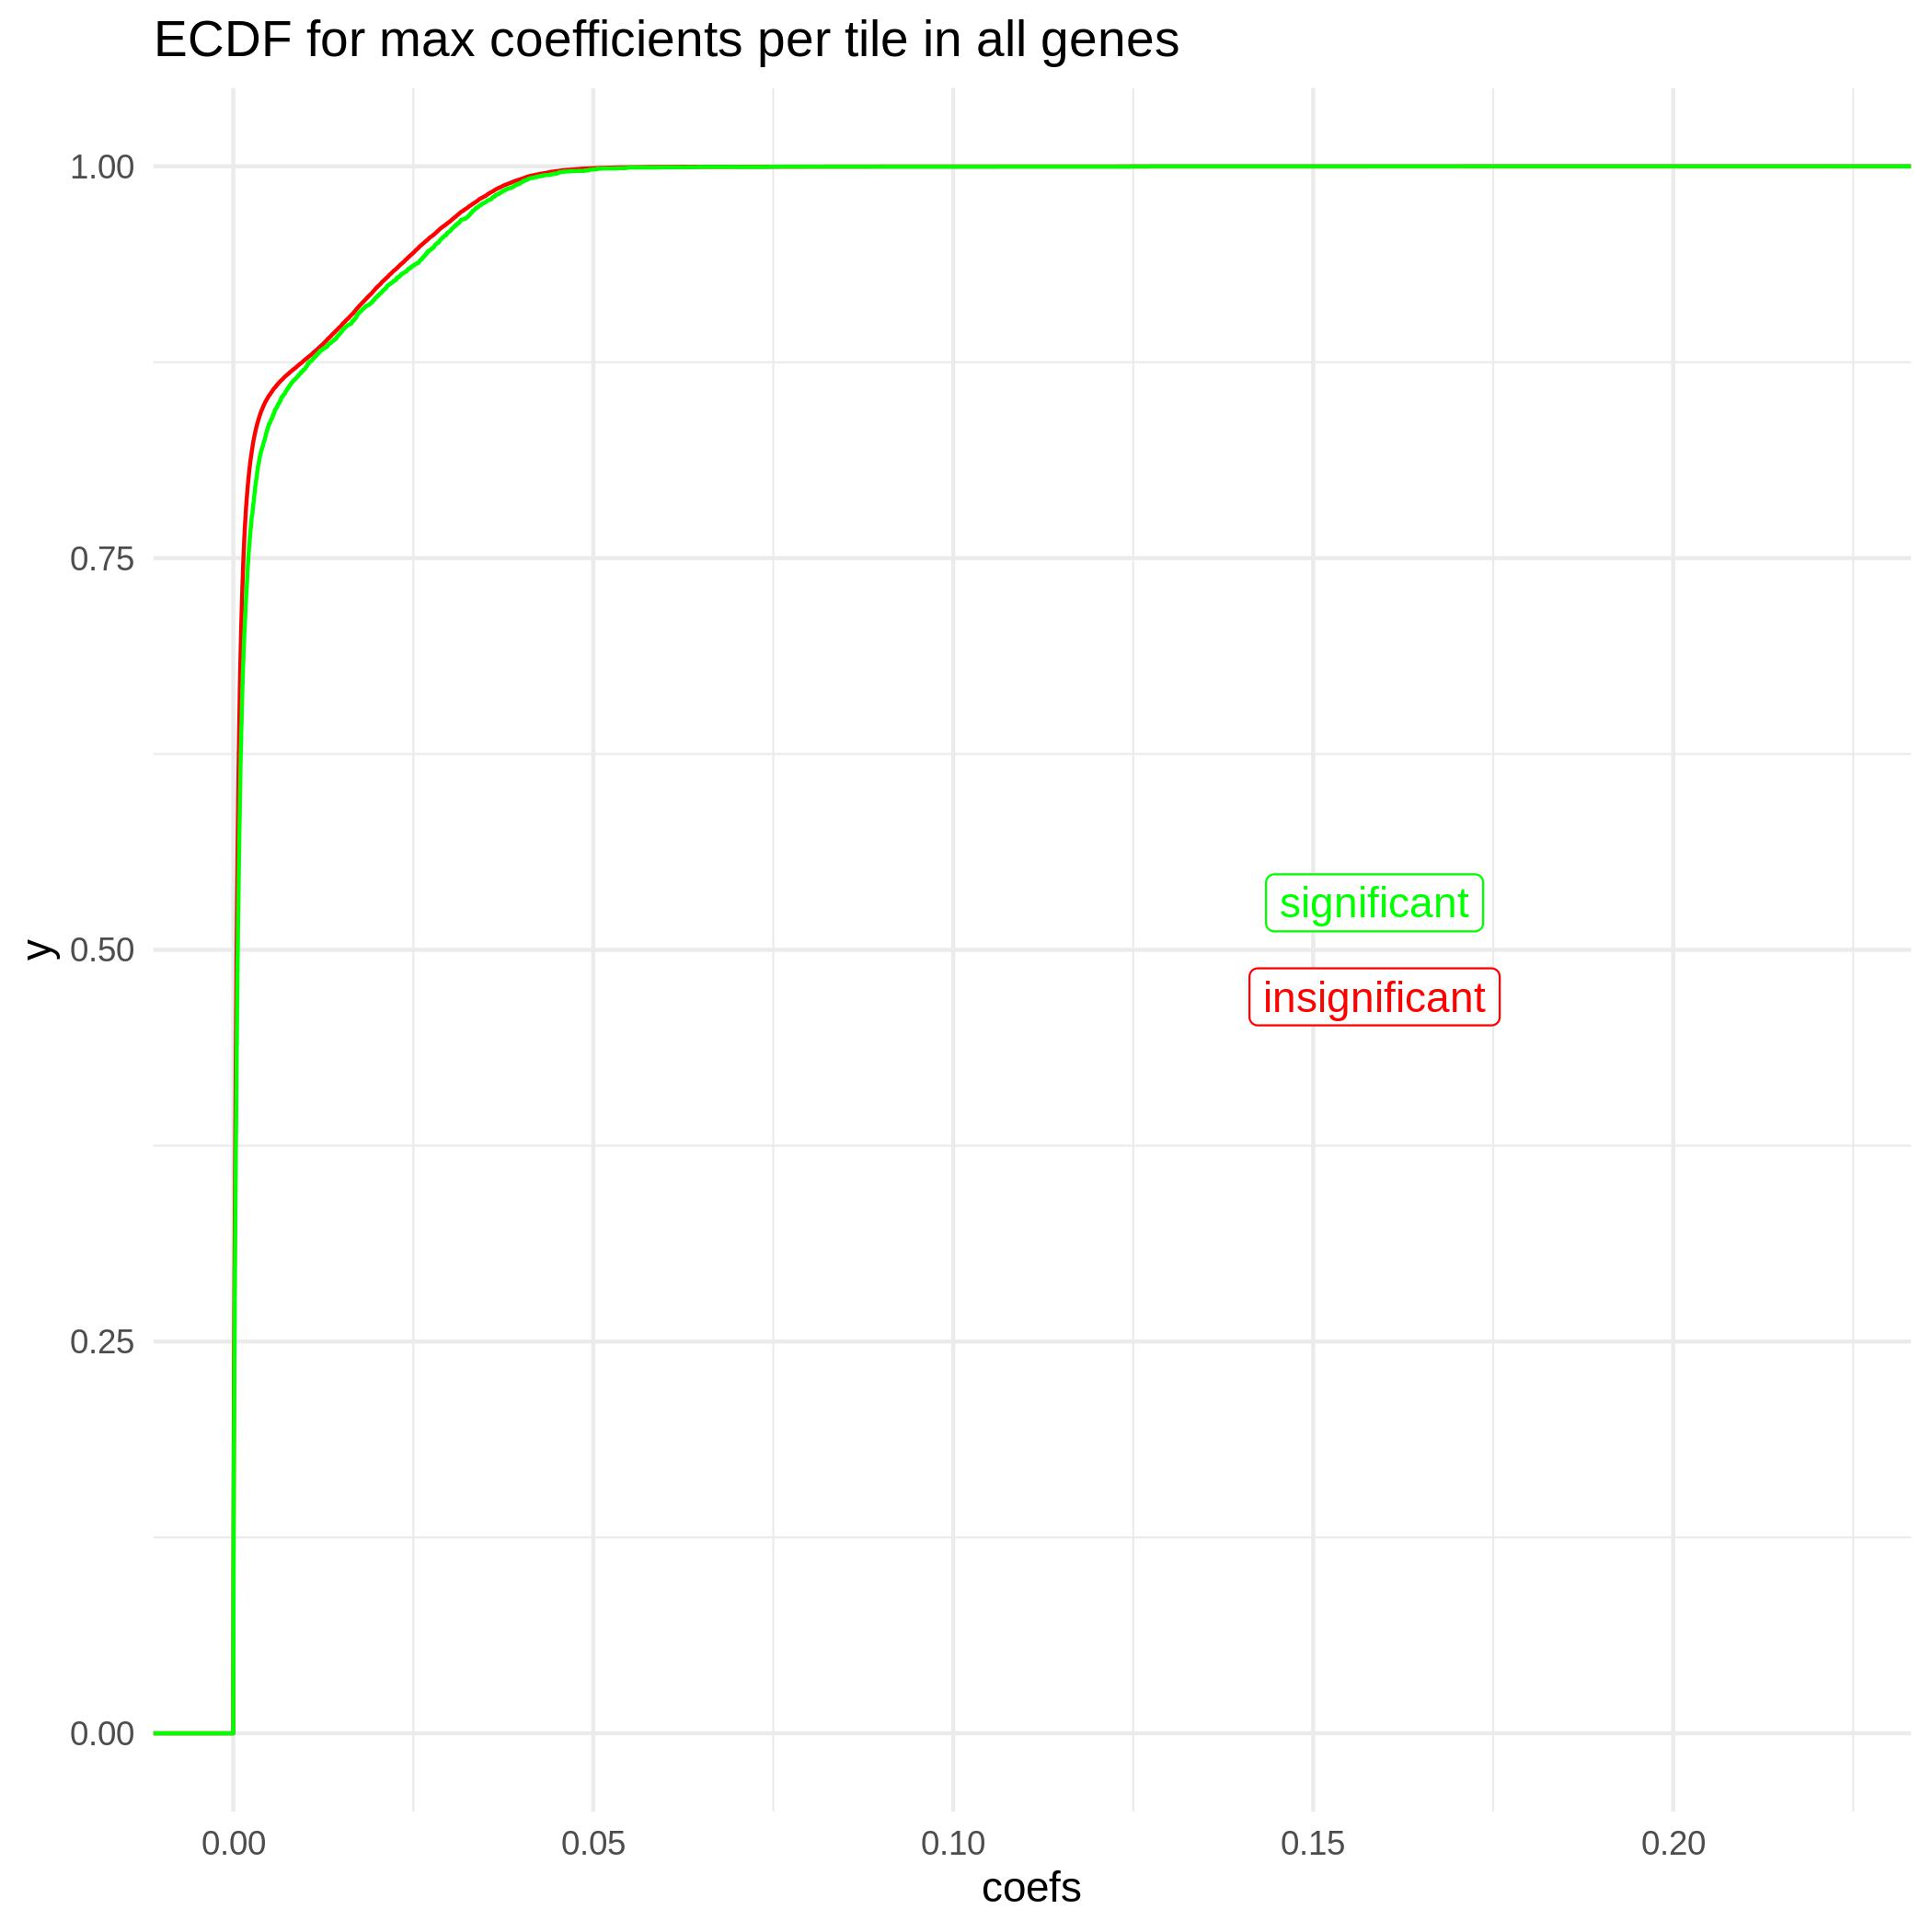 ECDF for max coefficients per tile in all genes
1.00
0.75
0.50
0.25
0.00
y
significant
insignificant
0.00
0.05
0.10
0.15
0.20
coefs